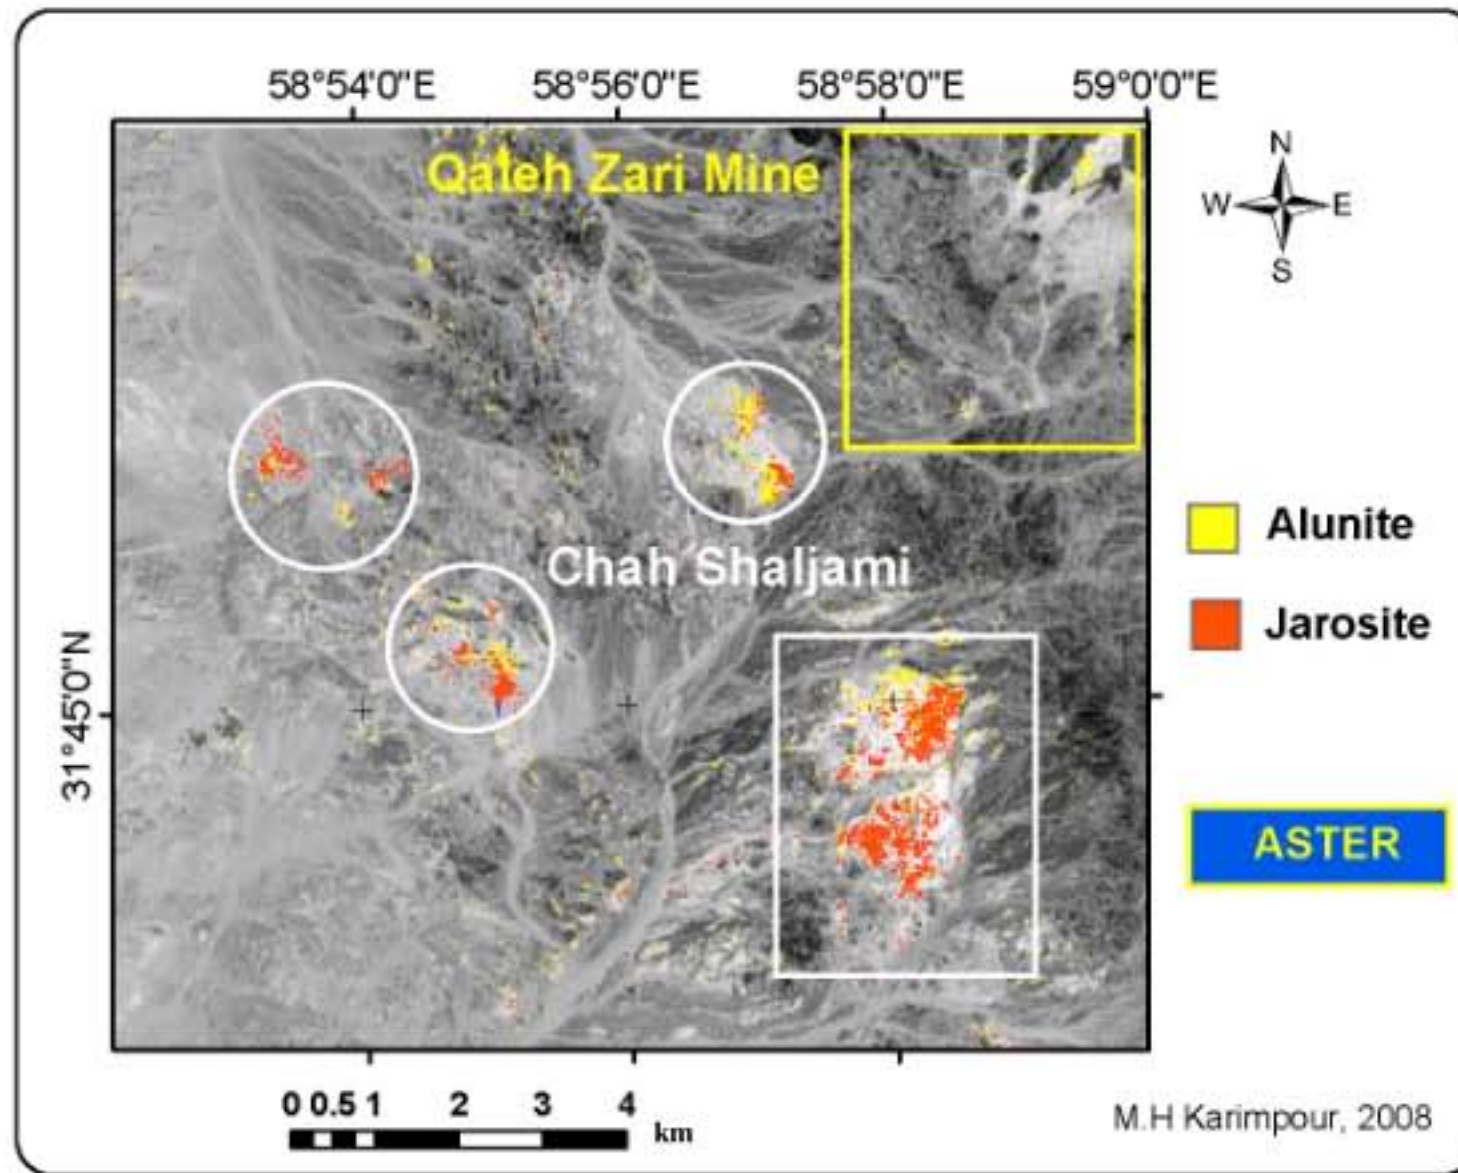 58°54'0"E 58°56'0"E 58°58'0"E 59°0'0"E
Qaleh Zari Mine
N
W E
S
Alunite
Chah Shaljami
Jarosite
31°45'0"N
ASTER
0 0.5 1 2 3 4
km
M.H Karimpour, 2008